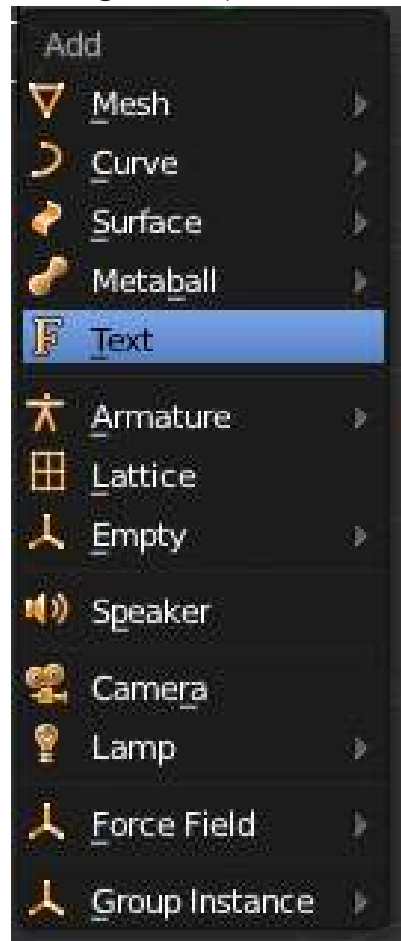 Add
Mesh
Curve
Surface
Metaball
Text
Armature
Lattice
Empty
Speaker
Camera
Lamp
Force Field
Group Instance